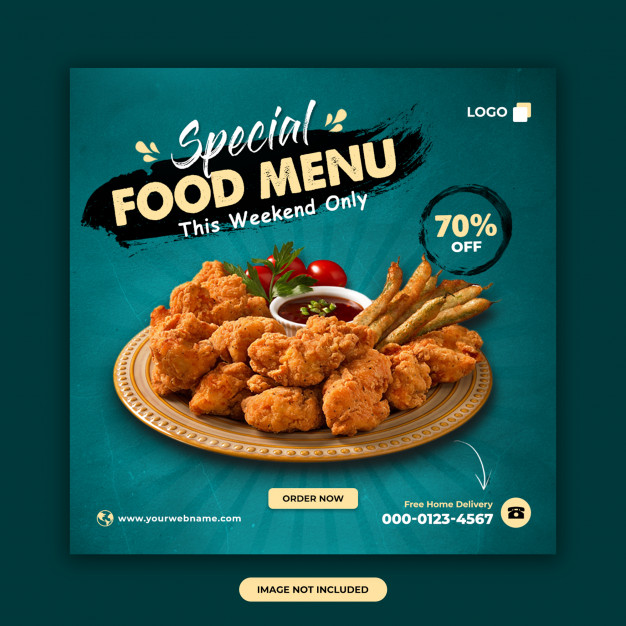 LOGO
Special
FOOD MENU
This Weekend Only
70%
OFF
ORDER NOW
www.yourwebname.com
Free Home Delivery
000-0123-4567
IMAGE NOT INCLUDED